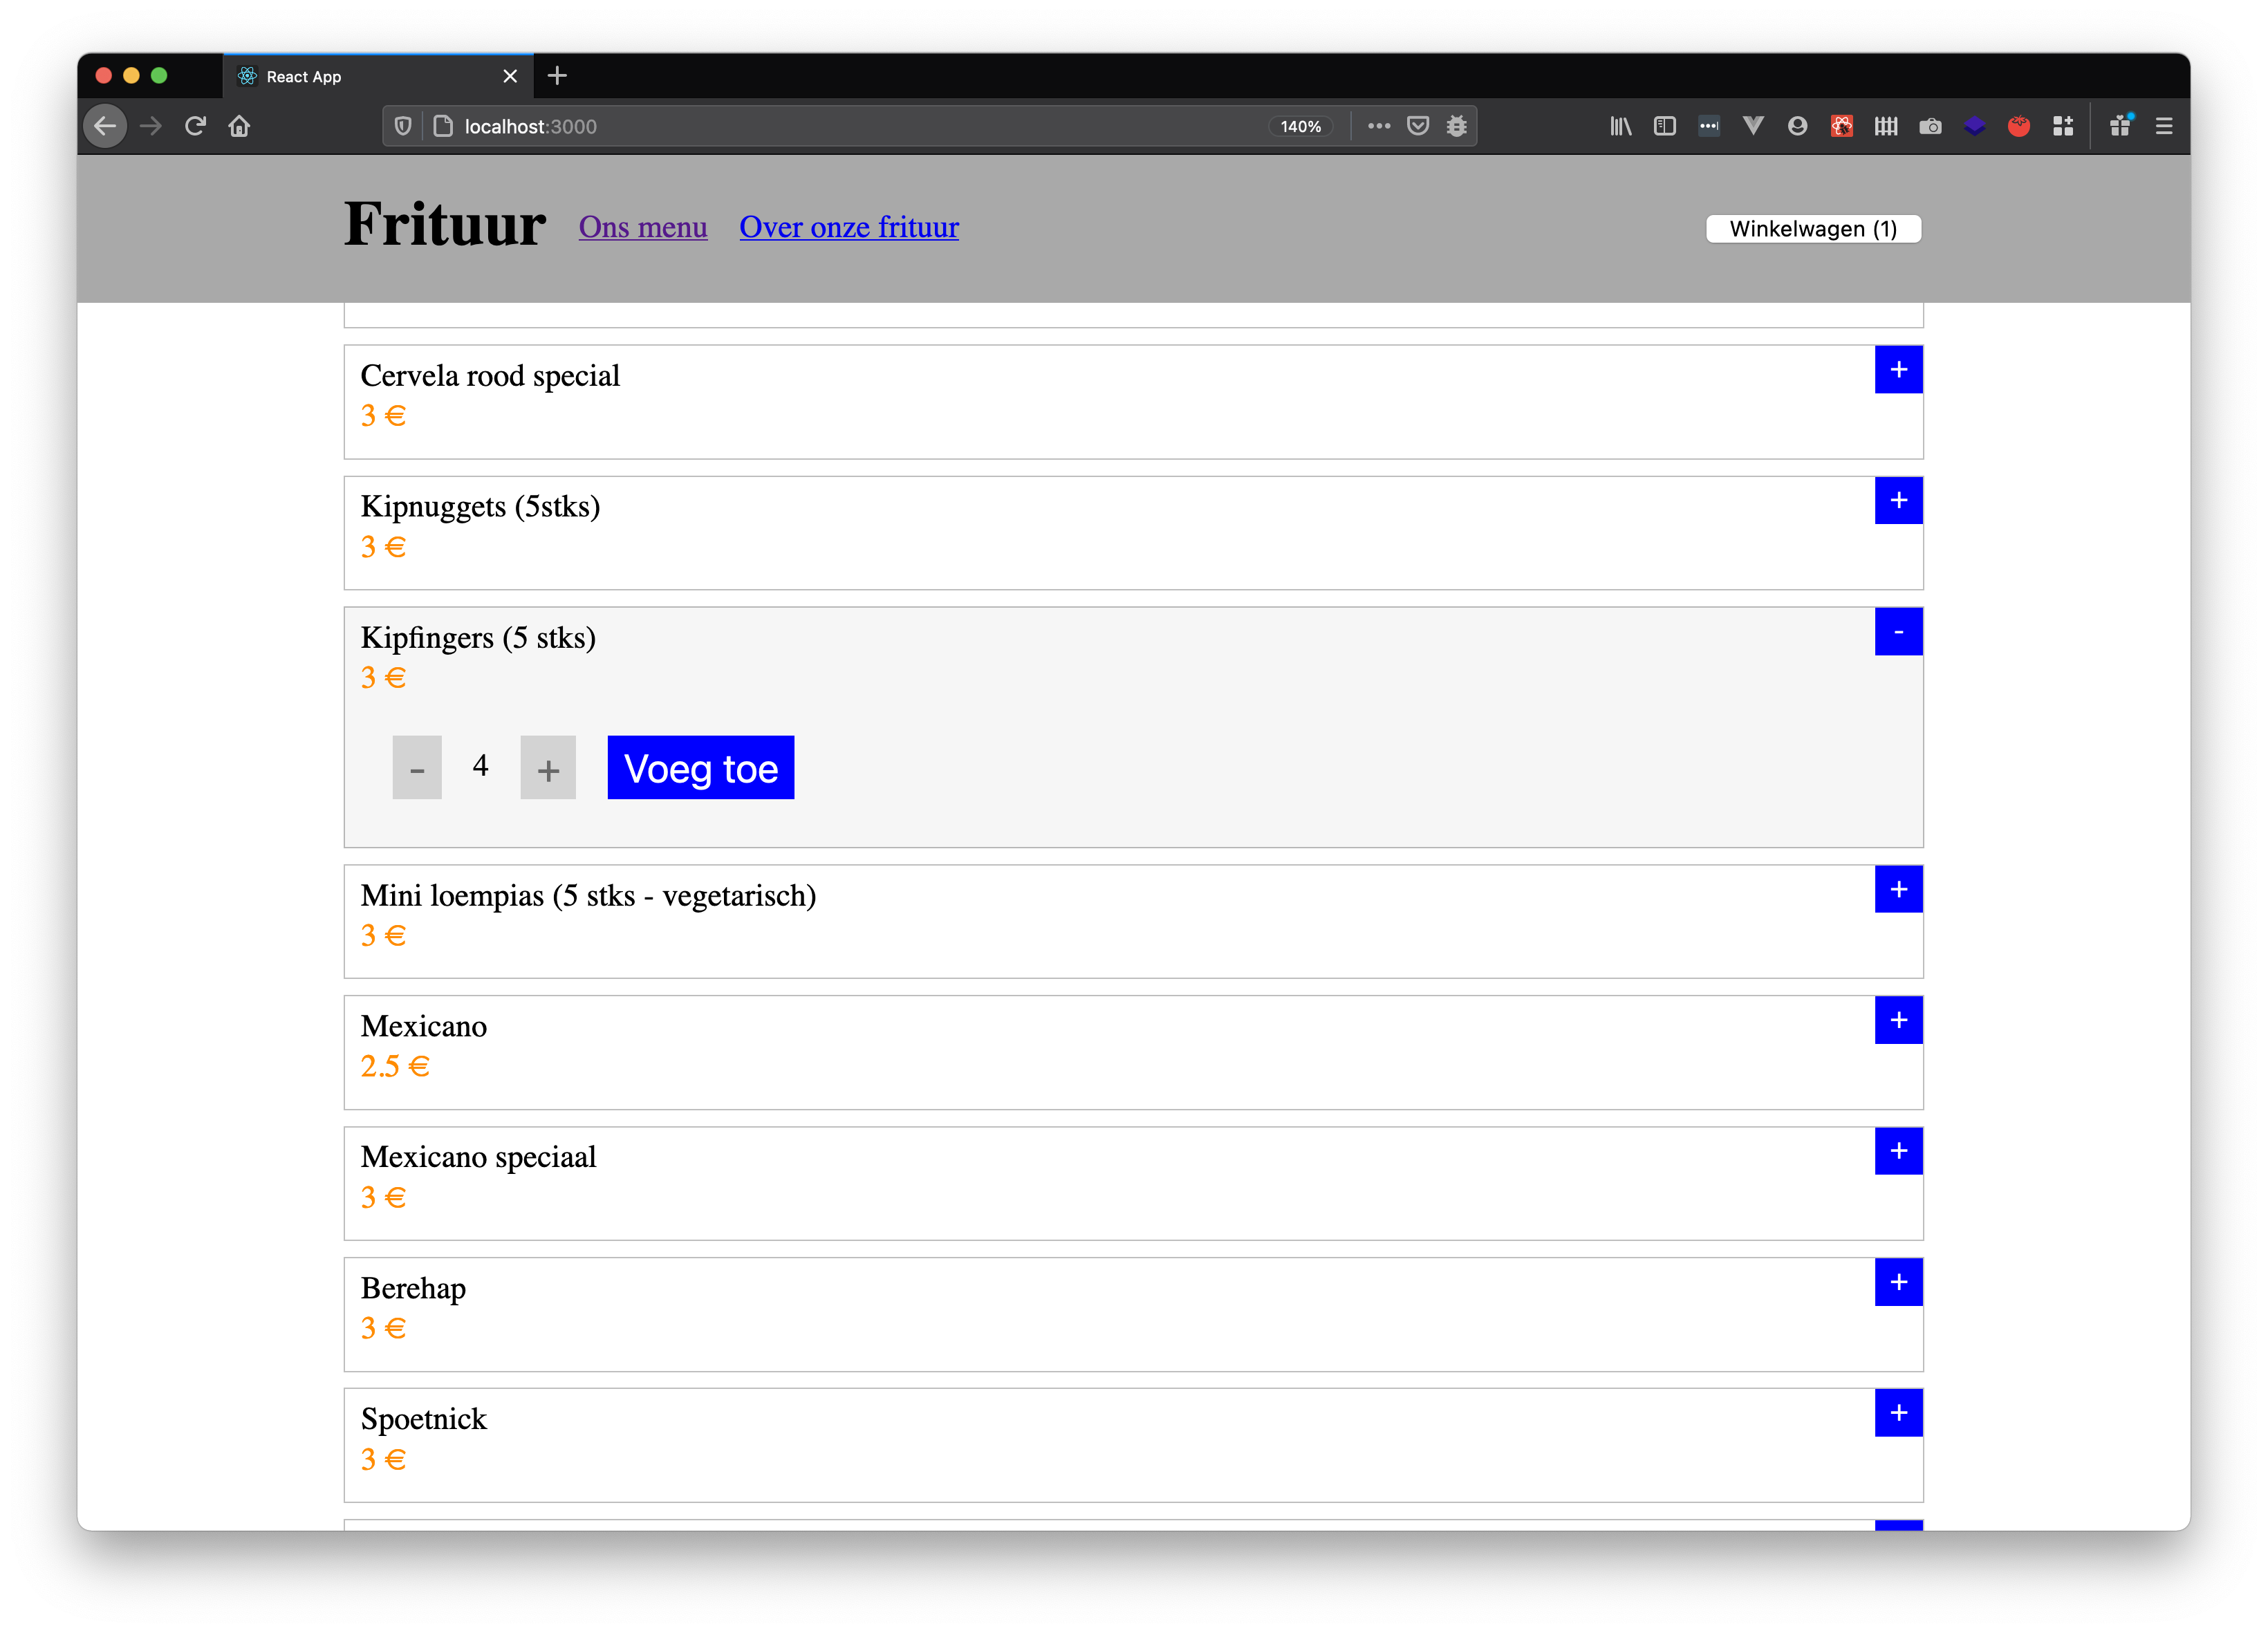 React App
localhost:3000
140%
Frituur Ons menu Over onze frituur Winkelwagen (1)
Cervela rood special +
3 €
Kipnuggets (5stks) +
3 €
Kipfingers (5 stks) -
3 €
- 4 + Voeg toe
Mini loempias (5 stks - vegetarisch) +
3 €
Mexicano +
2.5 €
Mexicano speciaal +
3 €
Berehap +
3 €
Spoetnick +
3 €